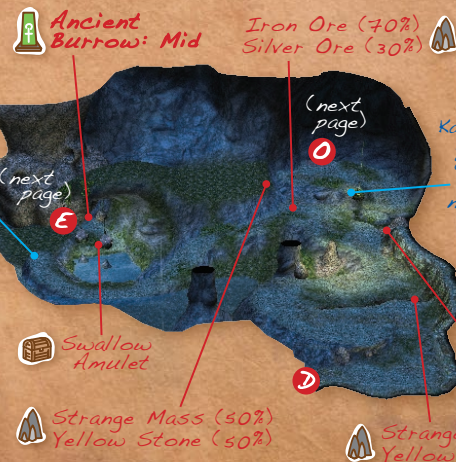 Ancient
Burrow: Mid
Iron Ore (70%)
Silver Ore (30%)
(next
page)
O
(next
page)
E
Swallow
Amulet
D
Strange Mass (50%)
Yellow Stone (50%)